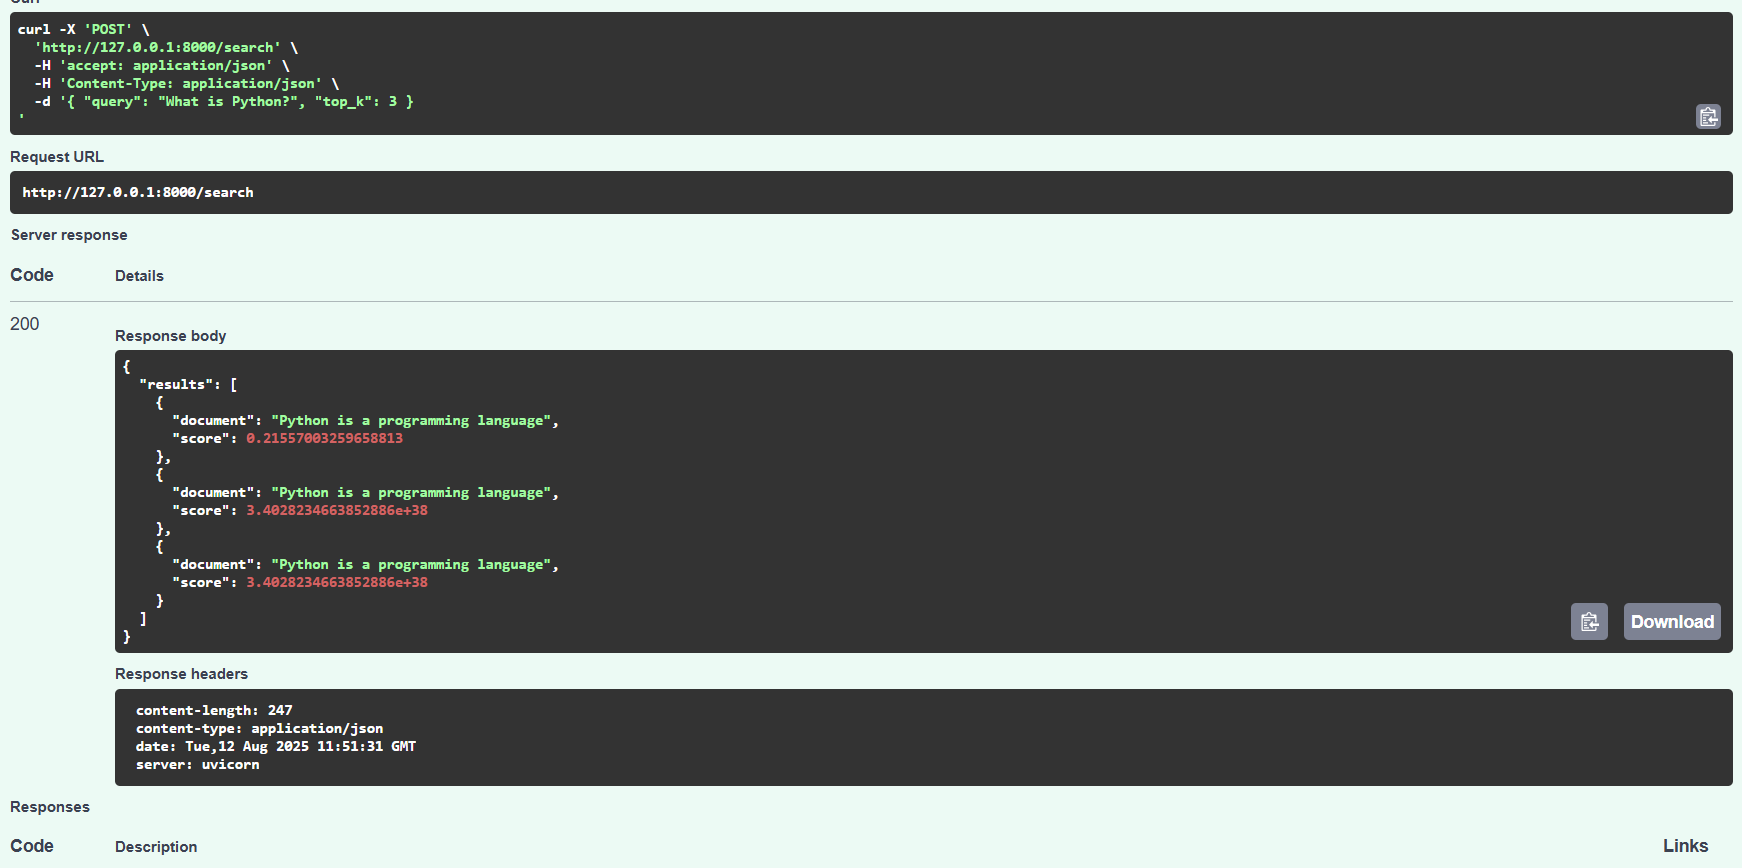 Curl
curl -X 'POST' \
  'http://127.0.0.1:8000/search' \
  -H 'accept: application/json' \
  -H 'Content-Type: application/json' \
  -d '{ "query": "What is Python?", "top_k": 3 }
'
Request URL
http://127.0.0.1:8000/search
Server response
Code Details
200
Response body
{
  "results": [
    {
      "document": "Python is a programming language",
      "score": 0.21557003259658813
    },
    {
      "document": "Python is a programming language",
      "score": 3.4028234663852886e+38
    },
    {
      "document": "Python is a programming language",
      "score": 3.4028234663852886e+38
    }
  ]
}
Download
Response headers
content-length: 247
content-type: application/json
date: Tue,12 Aug 2025 11:51:31 GMT
server: uvicorn
Responses
Code Description Links